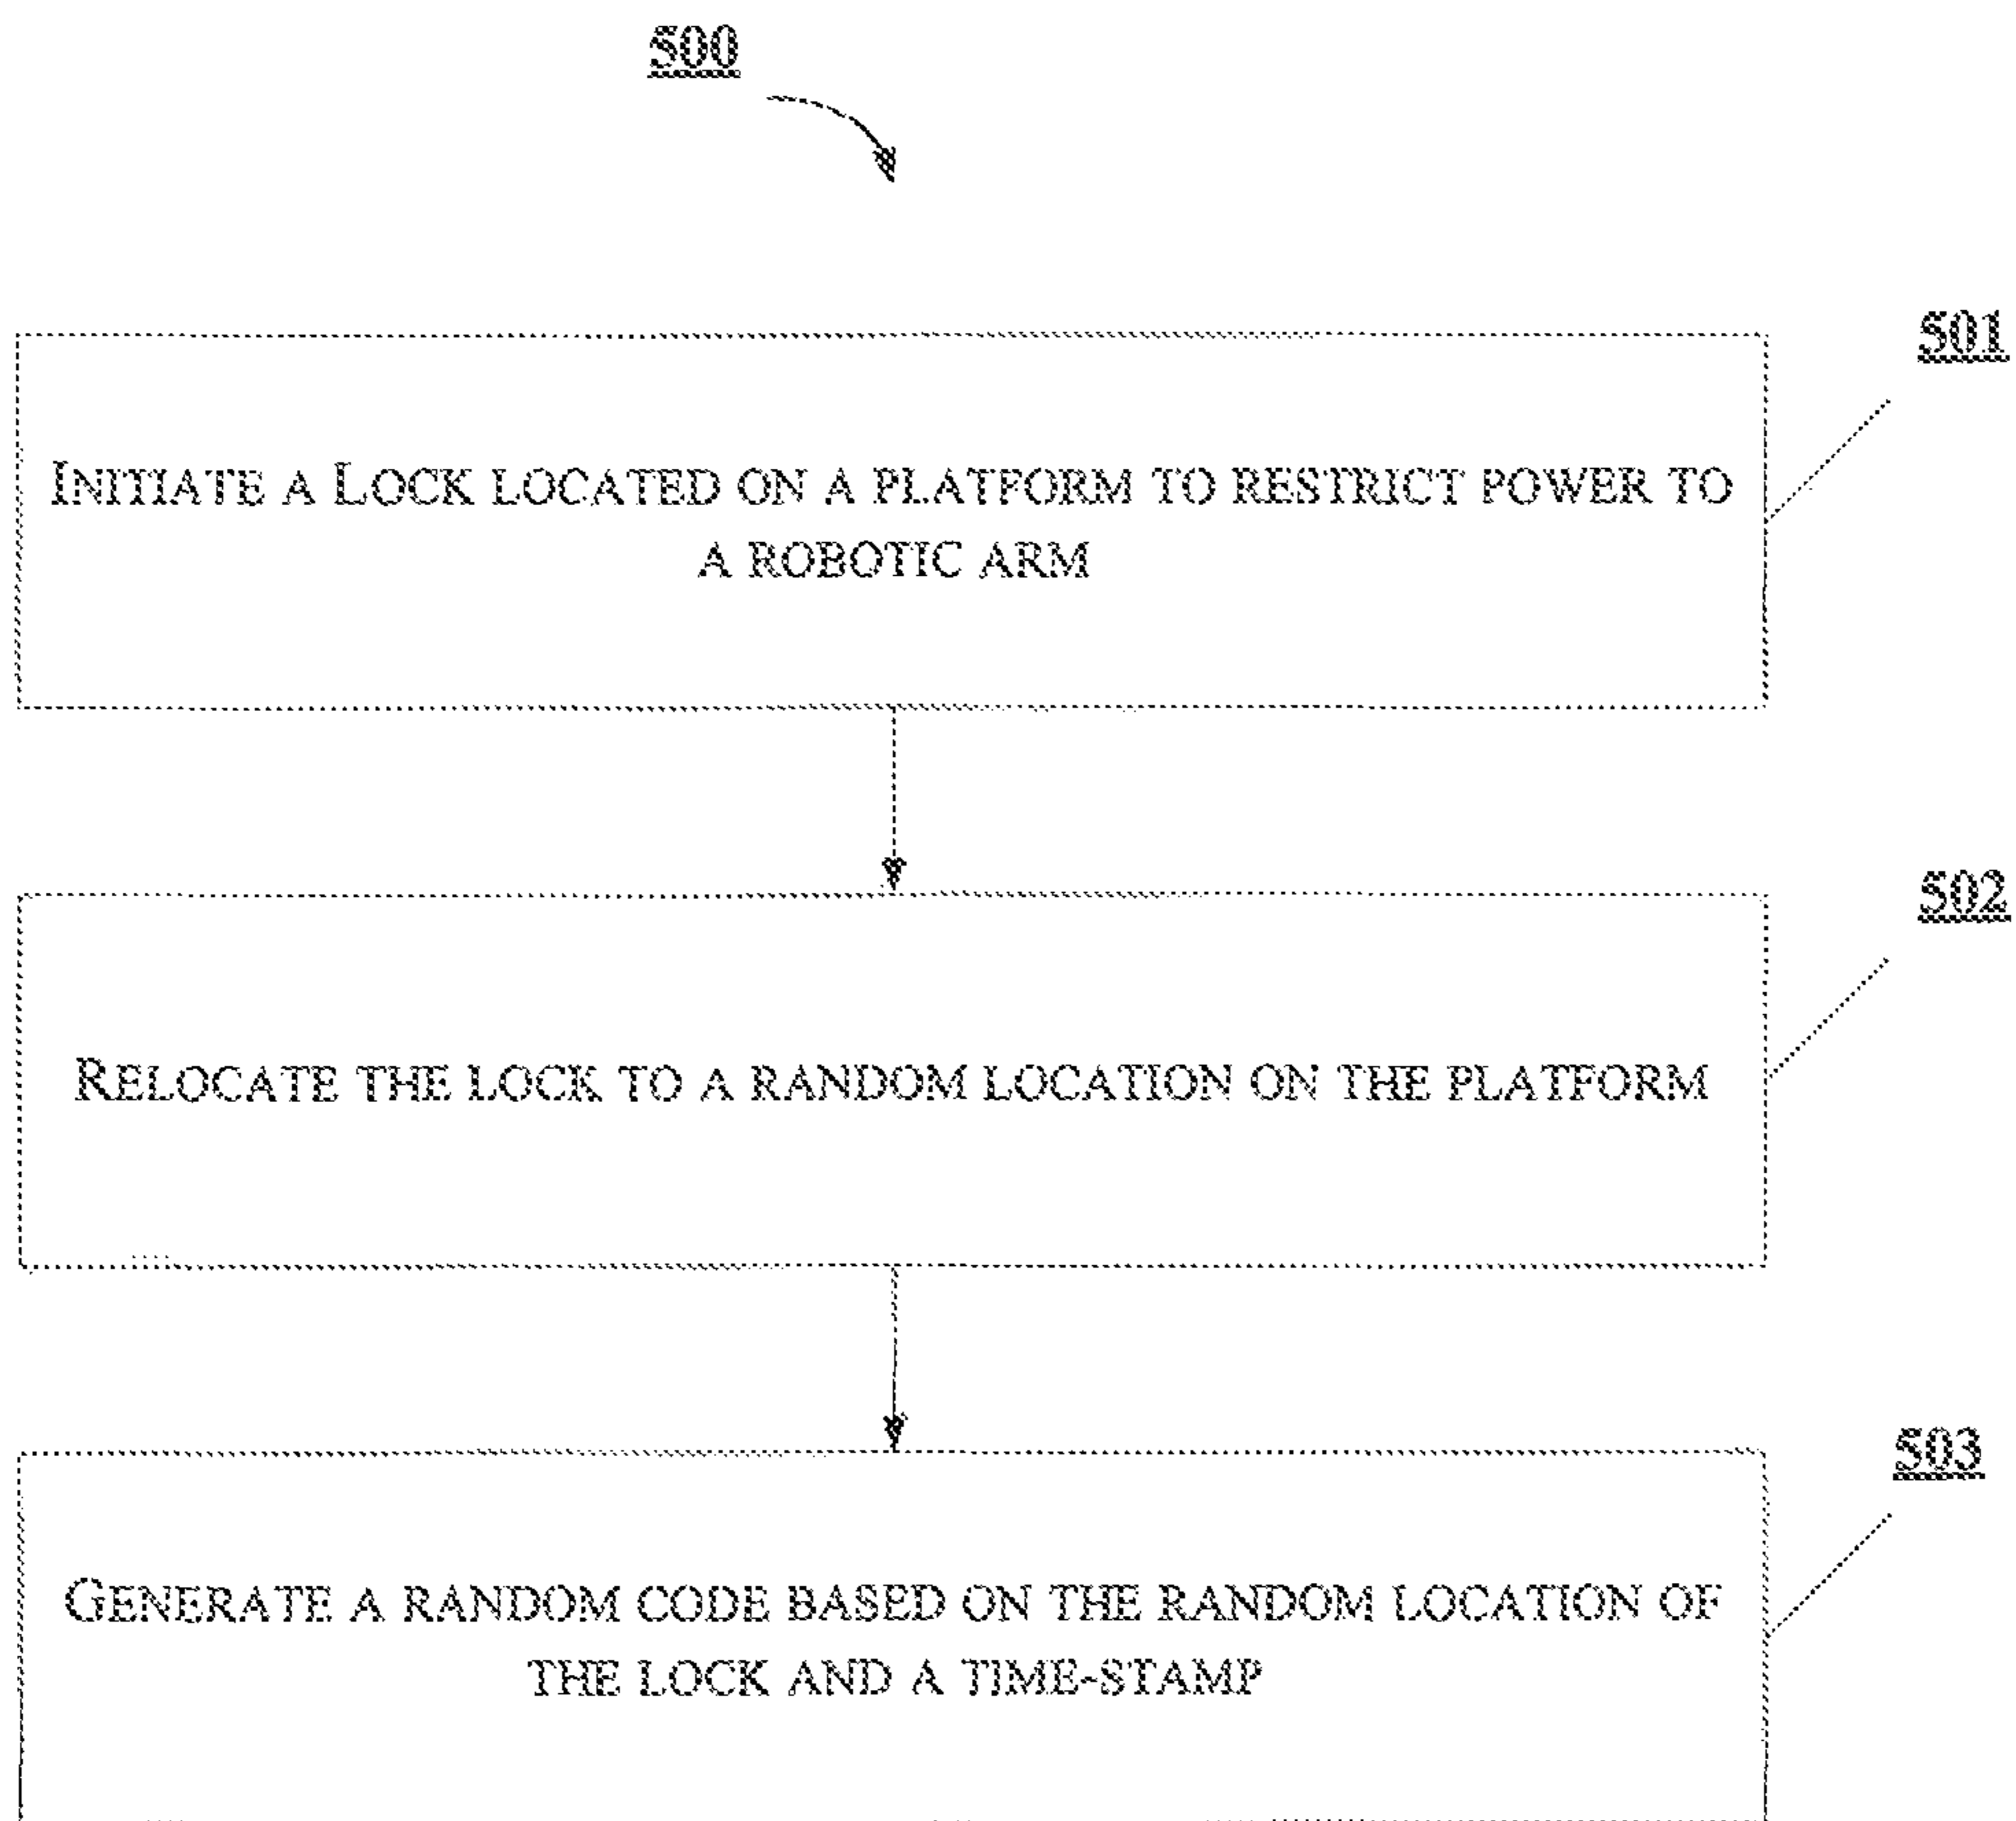 500
501
INITIATE A LOCK LOCATED ON A PLATFORM TO RESTRICT POWER TO
A ROBOTIC ARM
502
RELOCATE THE LOCK TO A RANDOM LOCATION ON THE PLATFORM
503
GENERATE A RANDOM CODE BASED ON THE RANDOM LOCATION OF
THE LOCK AND A TIME-STAMP